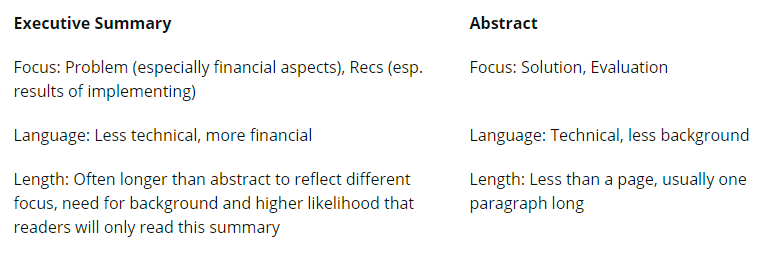 Executive Summary
Focus: Problem (especially financial aspects), Recs (esp.
results of implementing)
Language: Less technical, more financial
Length: Often longer than abstract to reflect different
focus, need for background and higher likelihood that
readers will only read this summary
Abstract
Focus: Solution, Evaluation
Language: Technical, less background
Length: Less than a page, usually one
paragraph long